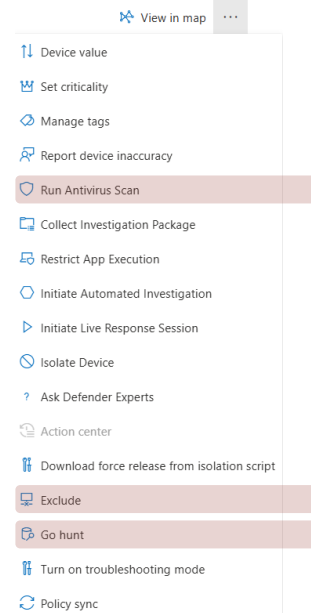 View in map ...
Device value
Set criticality
Manage tags
Report device inaccuracy
Run Antivirus Scan
Collect Investigation Package
Restrict App Execution
Initiate Automated Investigation
Initiate Live Response Session
Isolate Device
? Ask Defender Experts
Action center
Download force release from isolation script
Exclude
Go hunt
Turn on troubleshooting mode
Policy sync